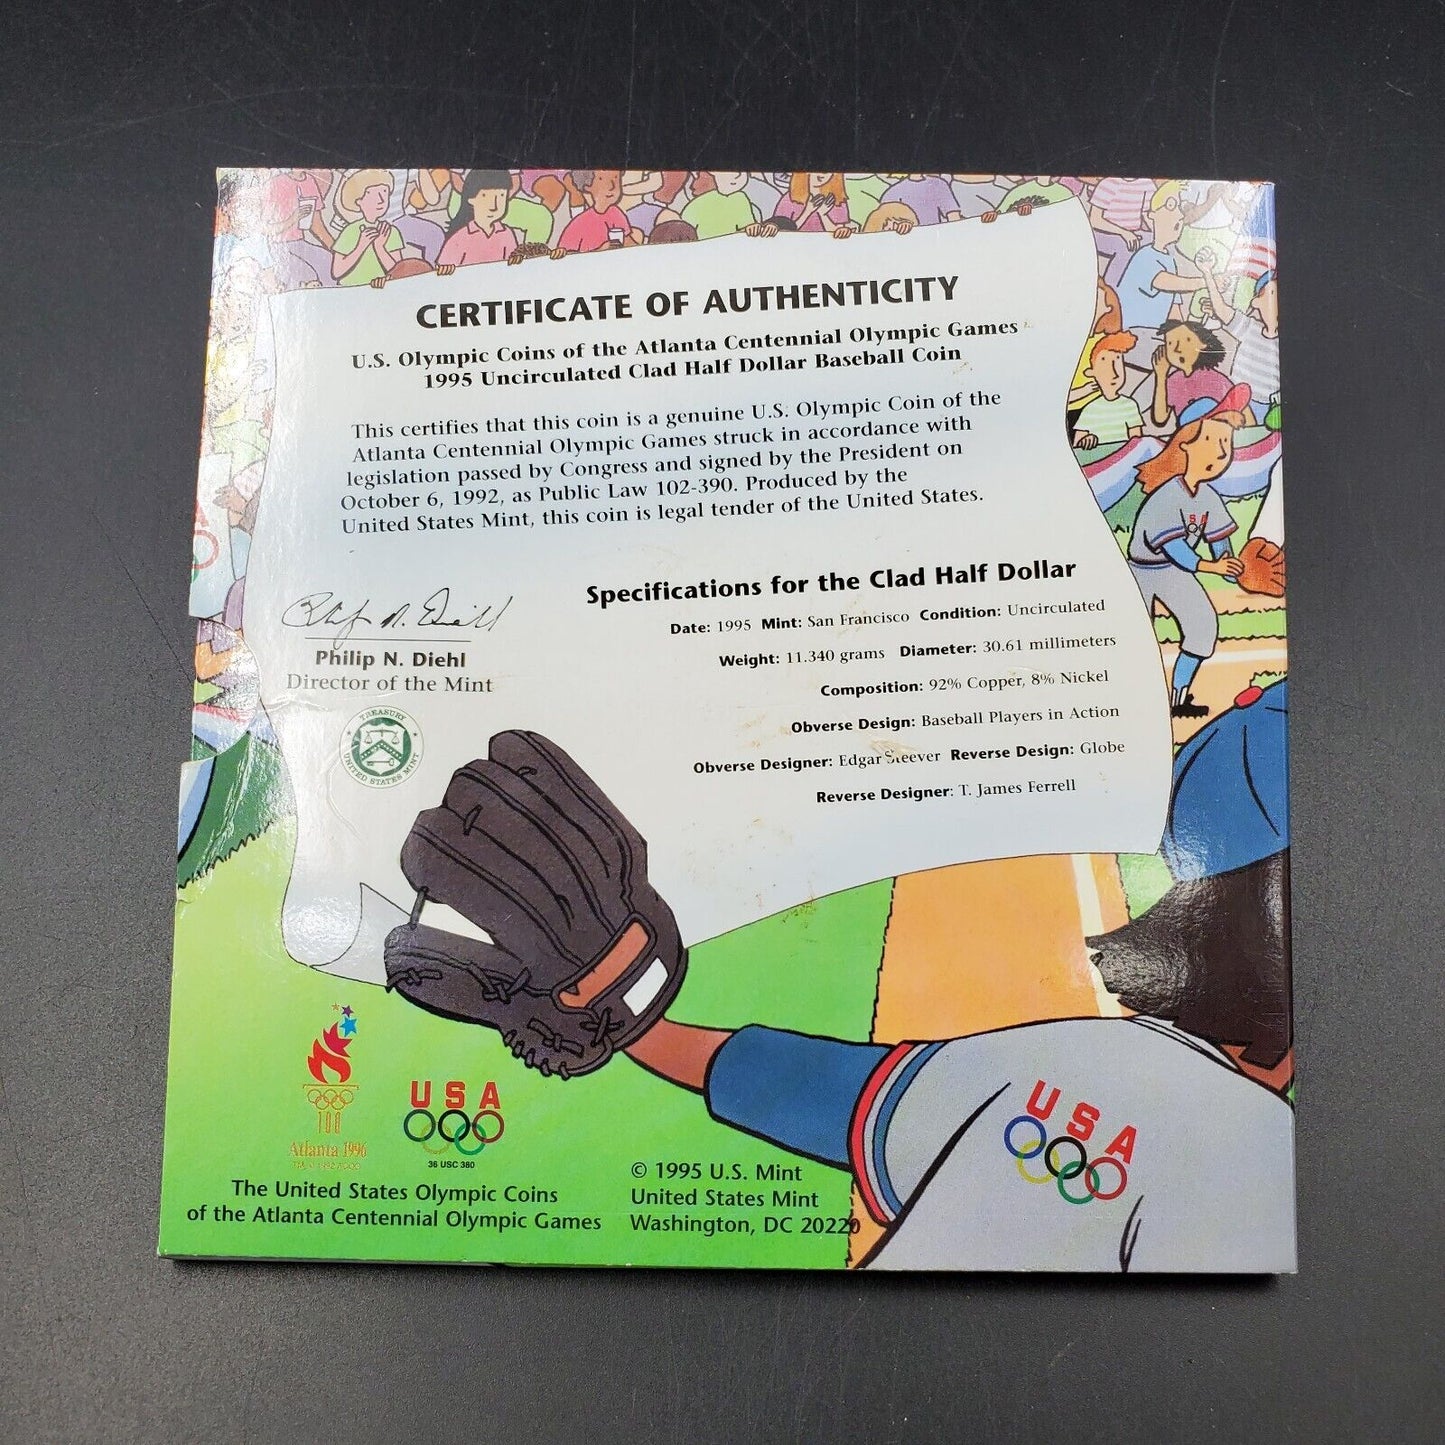 CERTIFICATE OF AUTHENTICITY
U.S. Olympic Coins of the Atlanta Centennial Olympic Games
1995 Uncirculated Clad Half Dollar Baseball Coin
This certifies that this coin is a genuine U.S. Olympic Coin of the
Atlanta Centennial Olympic Games struck in accordance with
legislation passed by Congress and signed by the President on
October 6, 1992, as Public Law 102-390. Produced by the
United States Mint, this coin is legal tender of the United States.
Philip N. Diehl
Philip N. Diehl
Director of the Mint
TREASURY
UNITED STATES MINT
Specifications for the Clad Half Dollar
Date: 1995 Mint: San Francisco Condition: Uncirculated
Weight: 11.340 grams Diameter: 30.61 millimeters
Composition: 92% Copper, 8% Nickel
Obverse Design: Baseball Players in Action
Obverse Designer: Edgar Steever Reverse Design: Globe
Reverse Designer: T. James Ferrell
USA
Atlanta 1996
USA
36 USC 380
The United States Olympic Coins
of the Atlanta Centennial Olympic Games
© 1995 U.S. Mint
United States Mint
Washington, DC 20220
USA